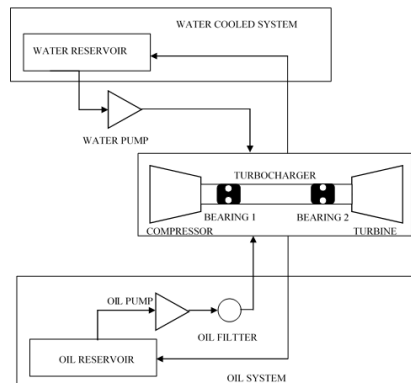 WATER COOLED SYSTEM
WATER RESERVOIR
WATER PUMP
TURBOCHARGER
BEARING 1
BEARING 2
COMPRESSOR
TURBINE
OIL PUMP
OIL FILTTER
OIL RESERVOIR
OIL SYSTEM